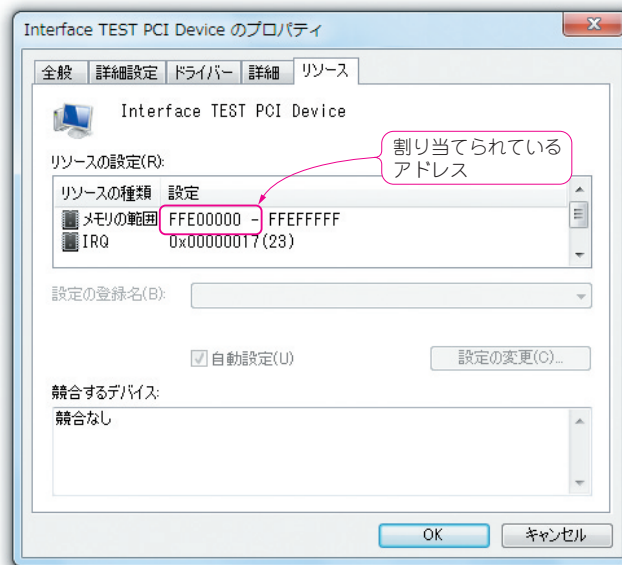 Interface TEST PCI Device のプロパティ
全般 詳細設定 ドライバー 詳細 リソース
Interface TEST PCI Device
割り当てられている
アドレス
リソースの設定(R):
リソースの種類 設定
メモリの範囲 FFE00000 - FFEFFFFF
IRQ 0x00000017(23)
設定の登録名(B):
自動設定(U) 設定の変更(C)...
競合するデバイス:
競合なし
OK キャンセル